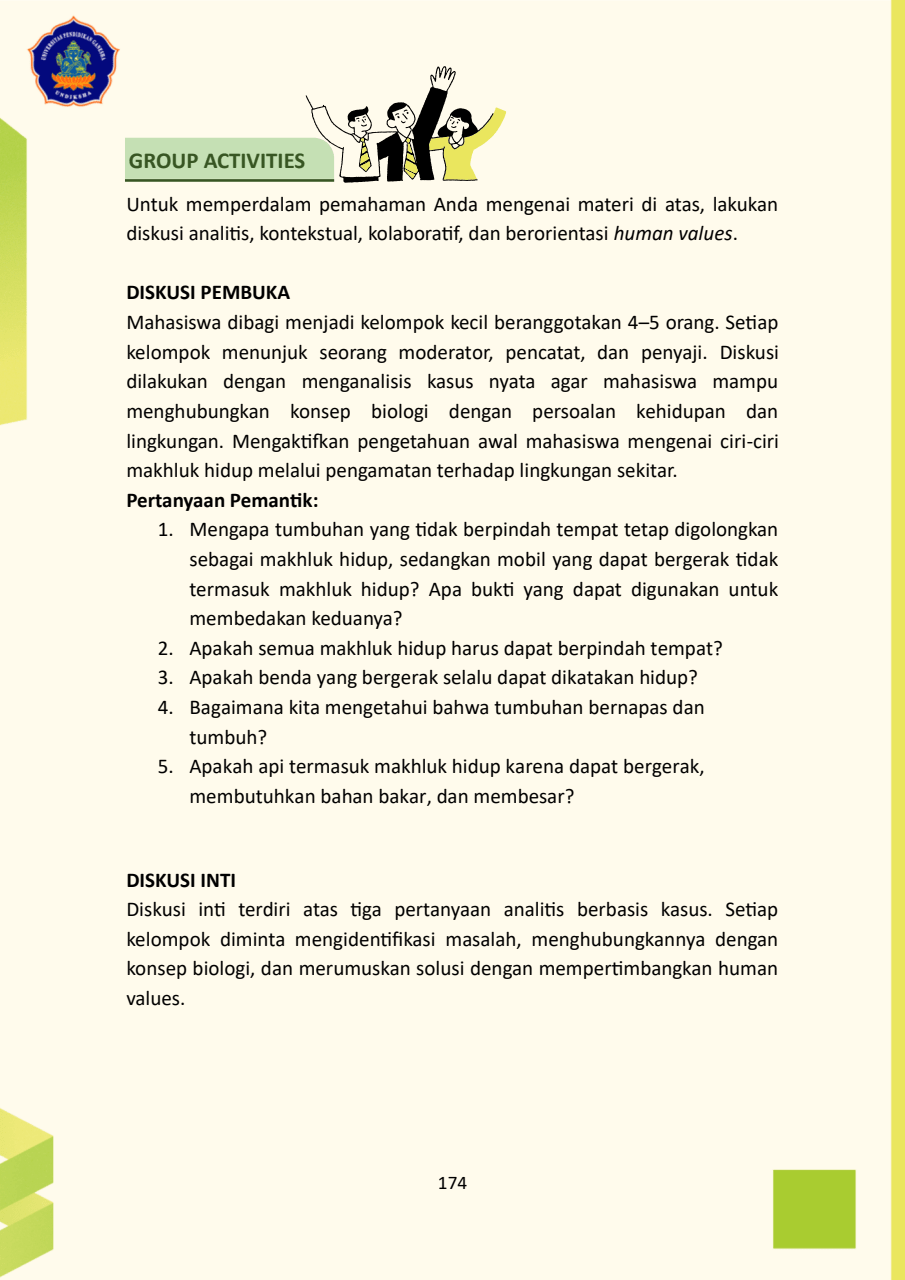 UNIVERSITAS PENDIDIKAN GANESHA
UNDIKSHA
GROUP ACTIVITIES
Untuk memperdalam pemahaman Anda mengenai materi di atas, lakukan
diskusi analitis, kontekstual, kolaboratif, dan berorientasi human values.
DISKUSI PEMBUKA
Mahasiswa dibagi menjadi kelompok kecil beranggotakan 4–5 orang. Setiap
kelompok menunjuk seorang moderator, pencatat, dan penyaji. Diskusi
dilakukan dengan menganalisis kasus nyata agar mahasiswa mampu
menghubungkan konsep biologi dengan persoalan kehidupan dan
lingkungan. Mengaktifkan pengetahuan awal mahasiswa mengenai ciri-ciri
makhluk hidup melalui pengamatan terhadap lingkungan sekitar.
Pertanyaan Pemantik:
1. Mengapa tumbuhan yang tidak berpindah tempat tetap digolongkan
sebagai makhluk hidup, sedangkan mobil yang dapat bergerak tidak
termasuk makhluk hidup? Apa bukti yang dapat digunakan untuk
membedakan keduanya?
2. Apakah semua makhluk hidup harus dapat berpindah tempat?
3. Apakah benda yang bergerak selalu dapat dikatakan hidup?
4. Bagaimana kita mengetahui bahwa tumbuhan bernapas dan
tumbuh?
5. Apakah api termasuk makhluk hidup karena dapat bergerak,
membutuhkan bahan bakar, dan membesar?
DISKUSI INTI
Diskusi inti terdiri atas tiga pertanyaan analitis berbasis kasus. Setiap
kelompok diminta mengidentifikasi masalah, menghubungkannya dengan
konsep biologi, dan merumuskan solusi dengan mempertimbangkan human
values.
174